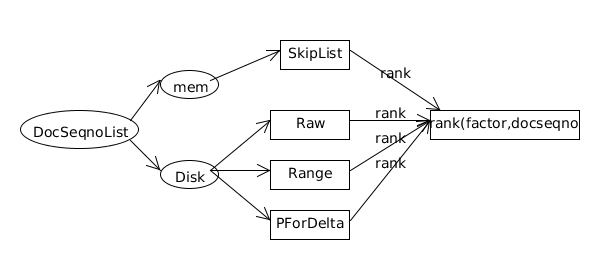 SkipList
rank
mem
DocSeqnoList
Raw
rank
rank(factor,docseqno
rank
Disk
Range
rank
PForDelta